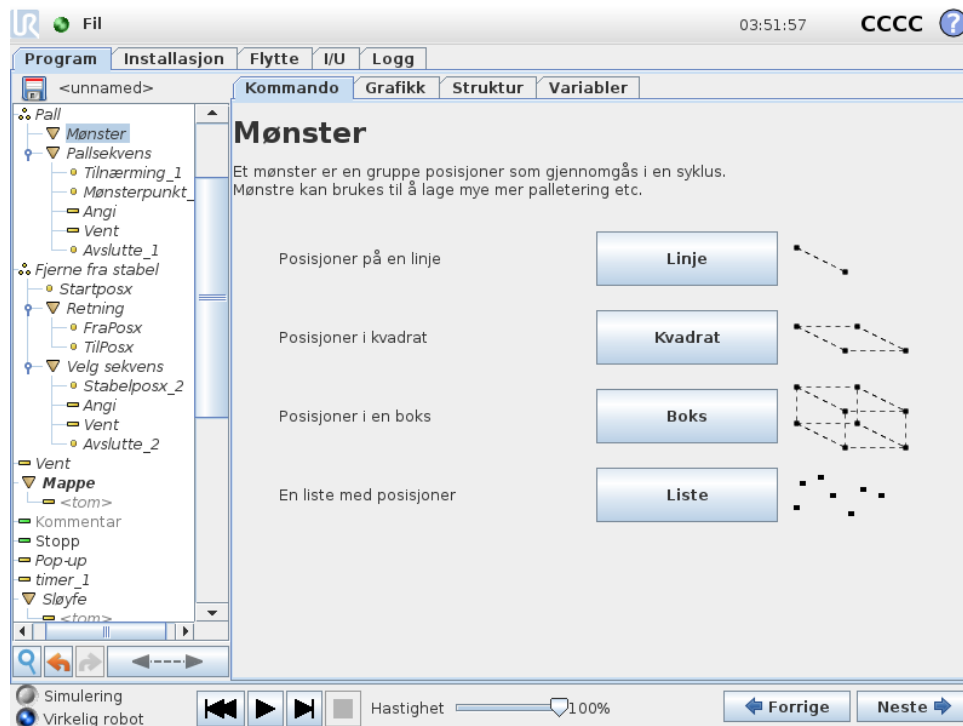 UR Fil 03:51:57 CCCC ?
Program Installasjon Flytte I/U Logg
<unnamed>
Kommando Grafikk Struktur Variabler
Pall
Mønster
Pallsekvens
Tilnærming_1
Mønsterpunkt_
Angi
Vent
Avslutte_1
Fjerne fra stabel
Startposx
Retning
FraPosx
TilPosx
Velg sekvens
Stabelposx_2
Angi
Vent
Avslutte_2
Vent
Mappe
<tom>
Kommentar
Stopp
Pop-up
timer_1
Sløyfe
<tom>
Mønster
Et mønster er en gruppe posisjoner som gjennomgås i en syklus.
Mønstre kan brukes til å lage mye mer palletering etc.
Posisjoner på en linje Linje
Posisjoner i kvadrat Kvadrat
Posisjoner i en boks Boks
En liste med posisjoner Liste
Simulering
Virkelig robot
Hastighet 100%
Forrige Neste